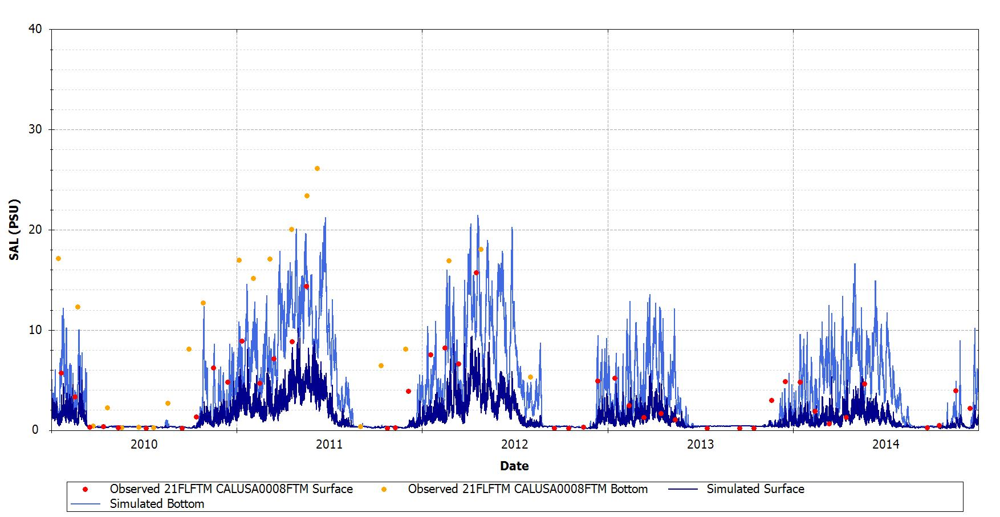 40
30
20
10
0
SAL (PSU)
2010 2011 2012 2013 2014
Date
Observed 21FLFTM CALUSA0008FTM Surface Observed 21FLFTM CALUSA0008FTM Bottom Simulated Surface
Simulated Bottom